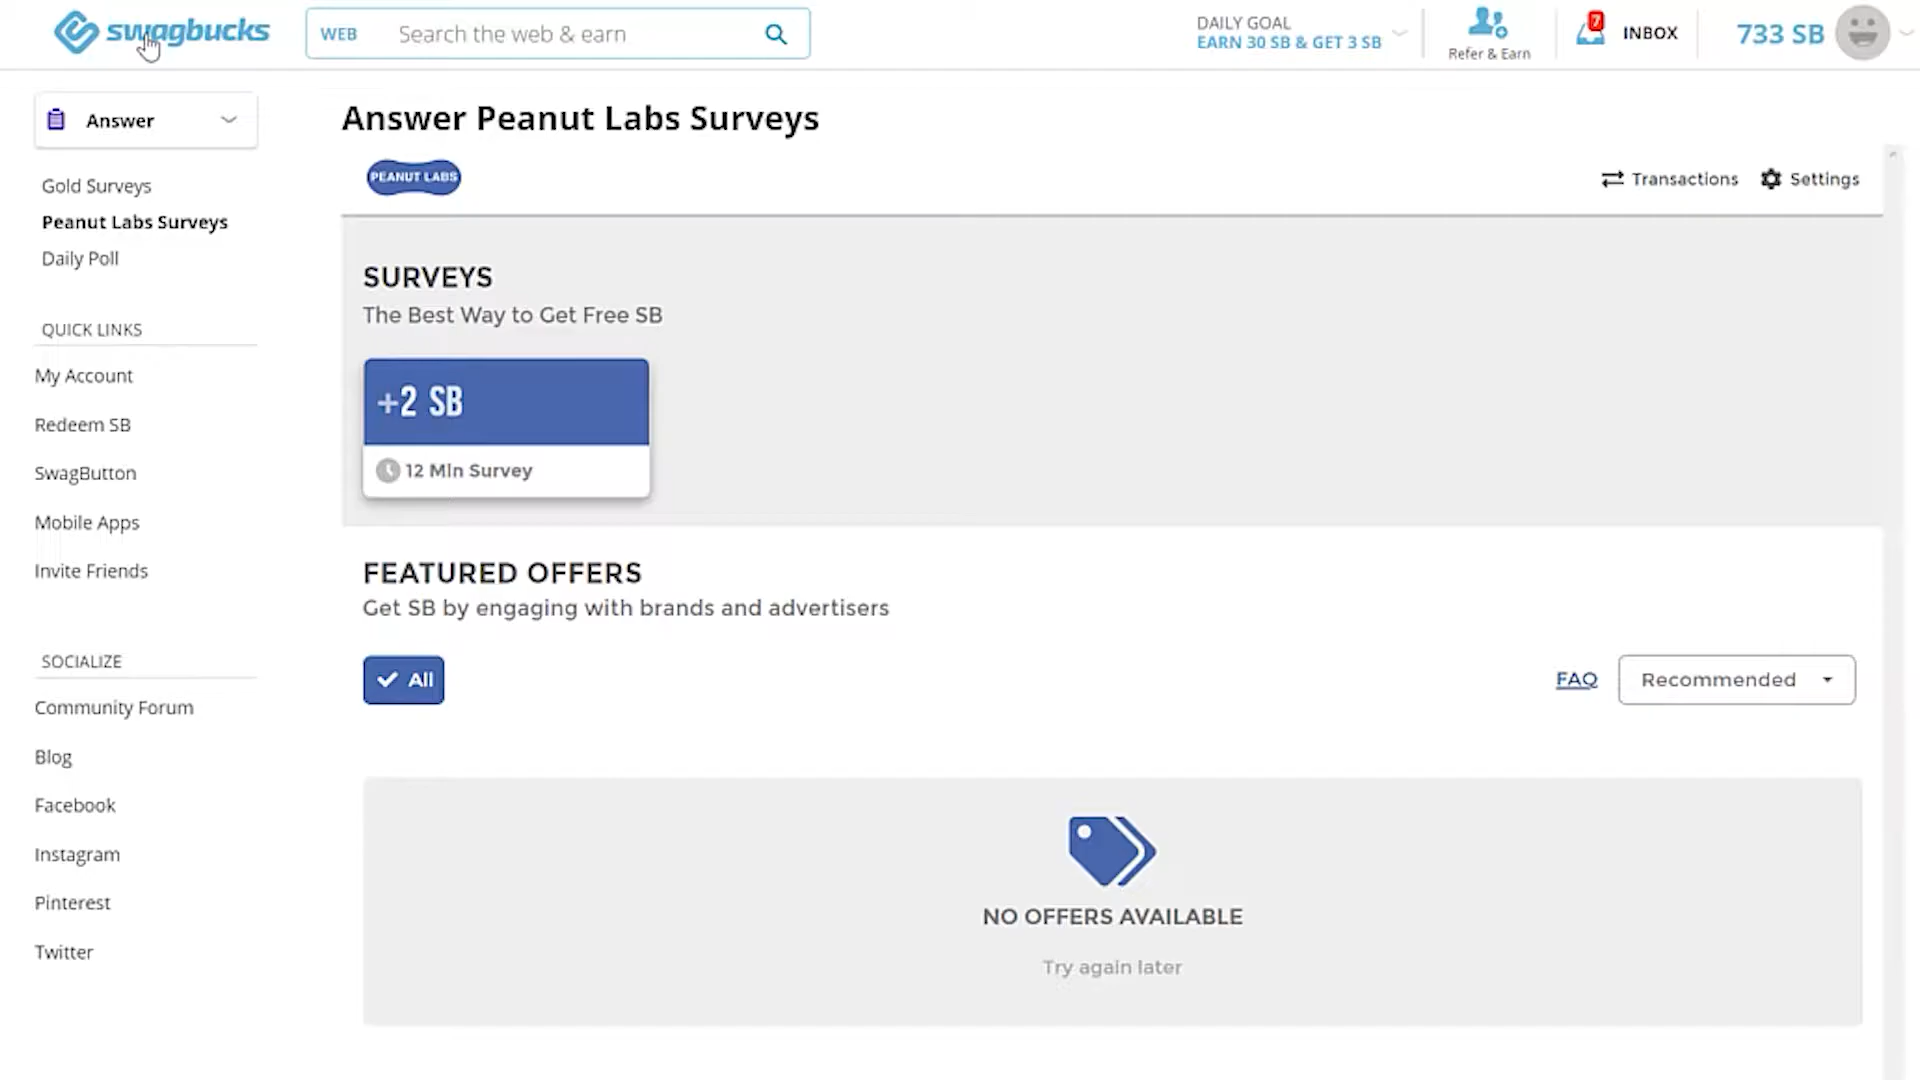 swagbucks
WEB
Search the web & earn
DAILY GOAL
EARN 30 SB & GET 3 SB
Refer & Earn
7
INBOX
733 SB
Answer
Gold Surveys
Peanut Labs Surveys
Daily Poll
QUICK LINKS
My Account
Redeem SB
SwagButton
Mobile Apps
Invite Friends
SOCIALIZE
Community Forum
Blog
Facebook
Instagram
Pinterest
Twitter
Answer Peanut Labs Surveys
PEANUT LABS
Transactions
Settings
SURVEYS
The Best Way to Get Free SB
+2 SB
12 Min Survey
FEATURED OFFERS
Get SB by engaging with brands and advertisers
All
FAQ
Recommended
NO OFFERS AVAILABLE
Try again later